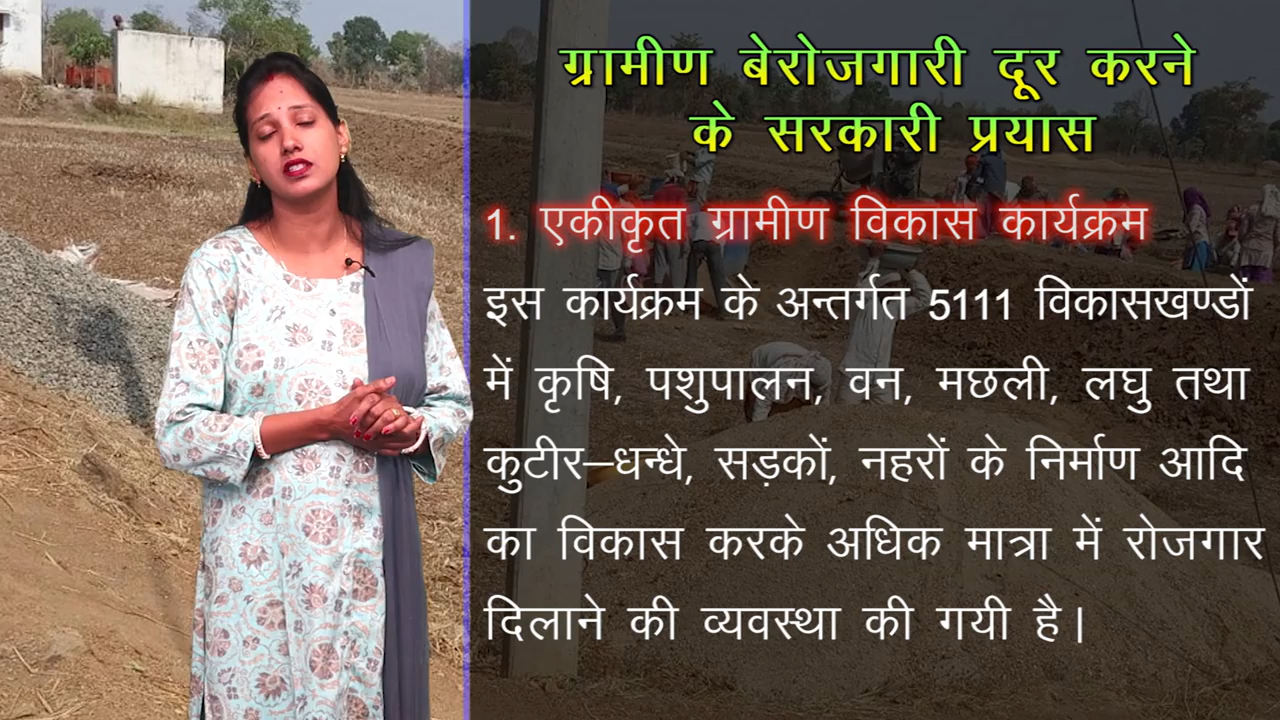 ग्रामीण बेरोजगारी दूर करने
के सरकारी प्रयास
1. एकीकृत ग्रामीण विकास कार्यक्रम
इस कार्यक्रम के अन्तर्गत 5111 विकासखण्डों
में कृषि, पशुपालन, वन, मछली, लघु तथा
कुटीर–धन्धे, सड़कों, नहरों के निर्माण आदि
का विकास करके अधिक मात्रा में रोजगार
दिलाने की व्यवस्था की गयी है।